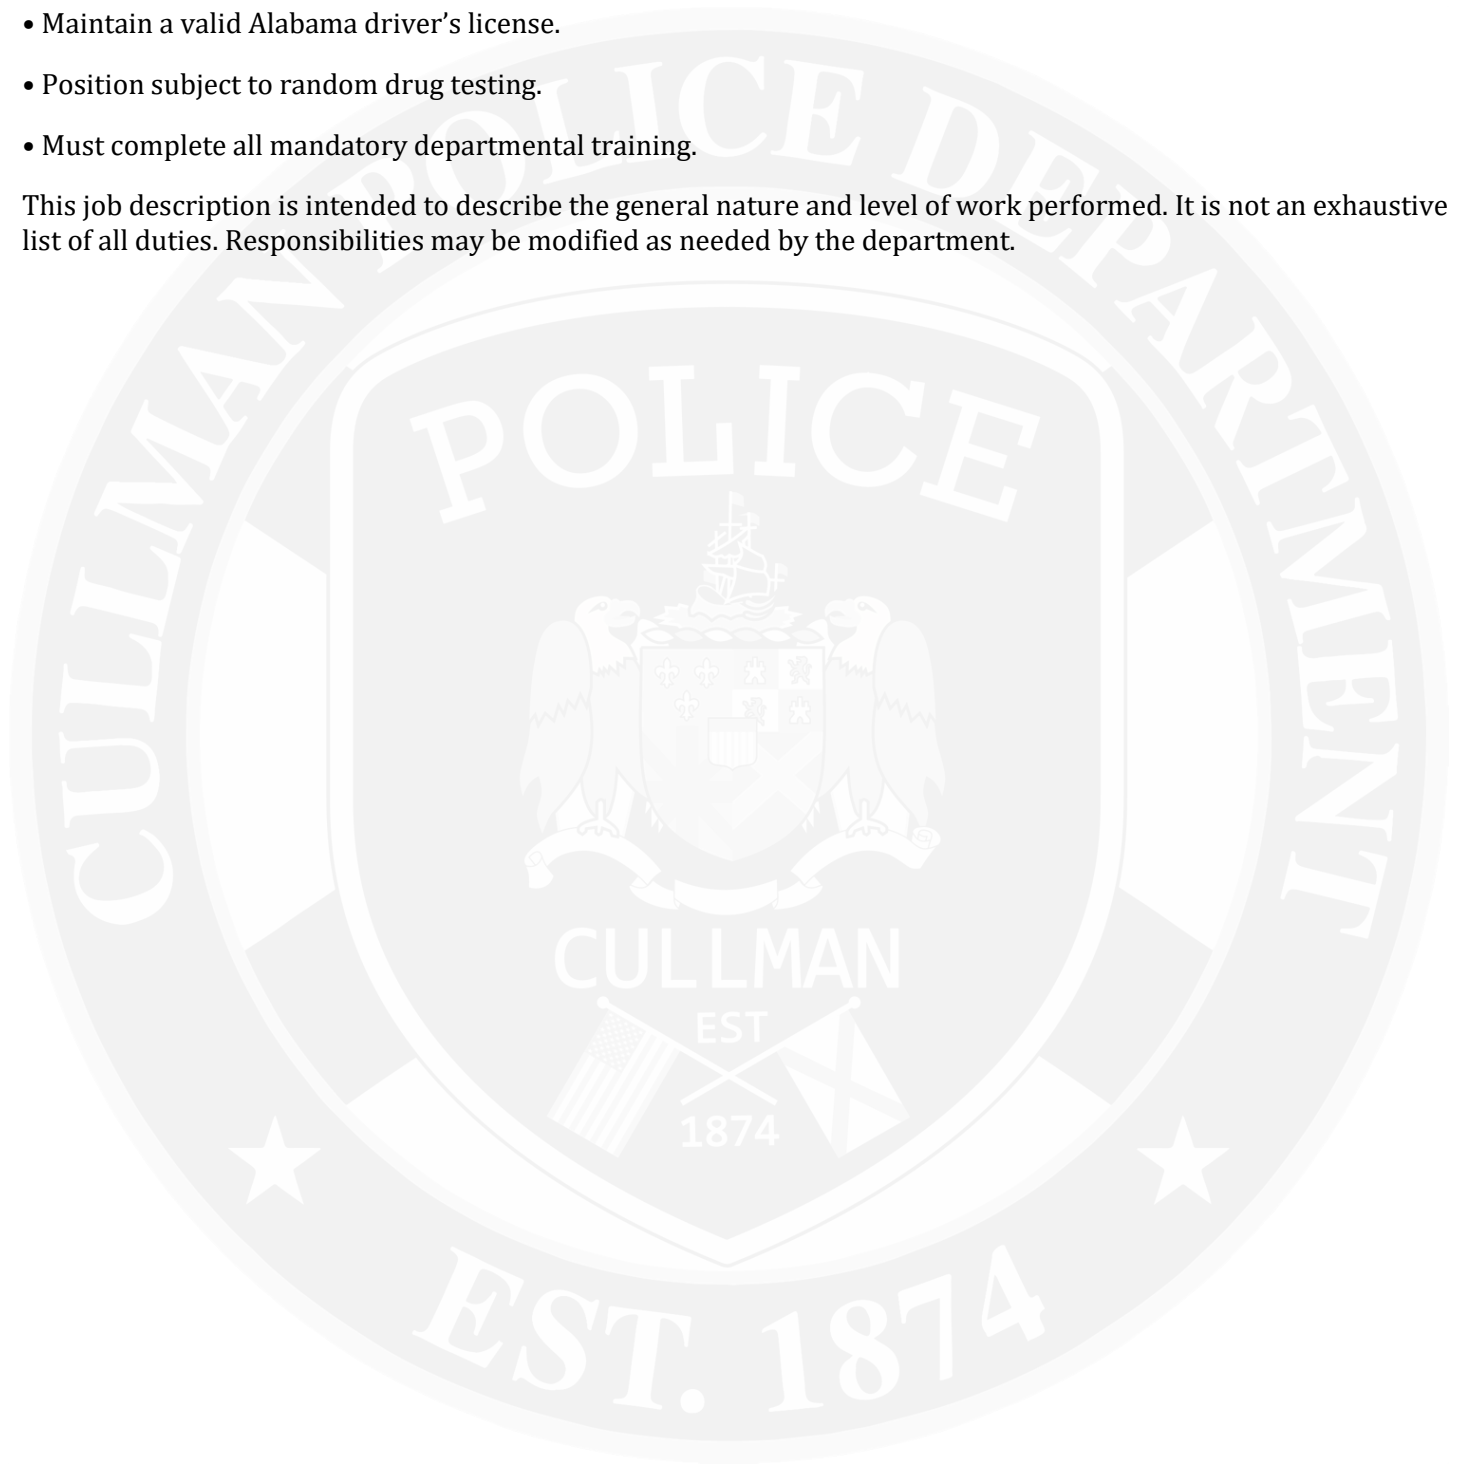 • Maintain a valid Alabama driver’s license.
• Position subject to random drug testing.
• Must complete all mandatory departmental training.
This job description is intended to describe the general nature and level of work performed. It is not an exhaustive
list of all duties. Responsibilities may be modified as needed by the department.
CULLMAN POLICE DEPARTMENT
POLICE
CULLMAN
EST
1874
EST. 1874